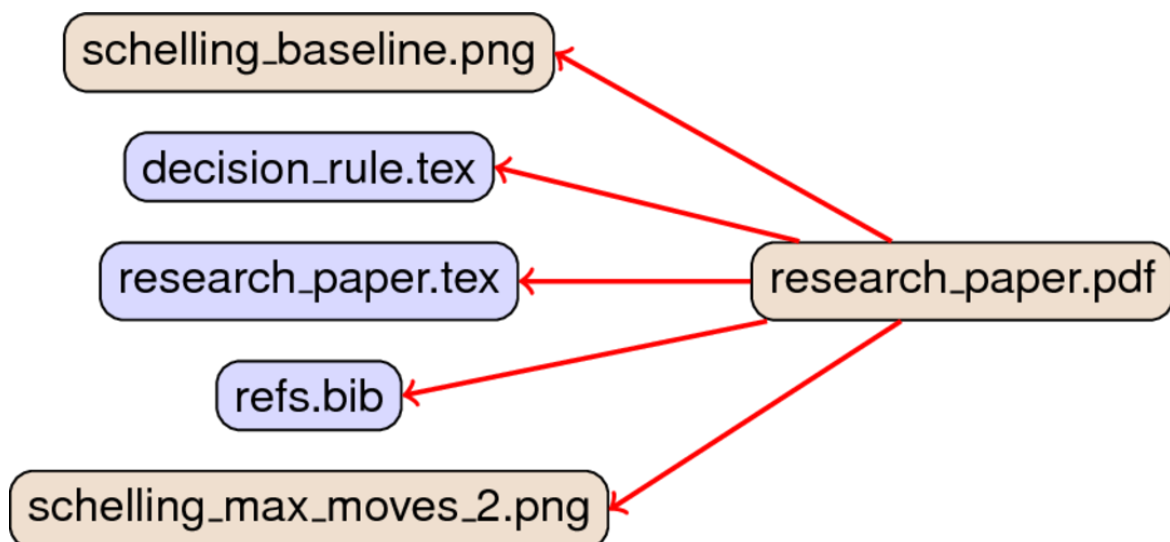 schelling_baseline.png
decision_rule.tex
research_paper.tex
research_paper.pdf
refs.bib
schelling_max_moves_2.png